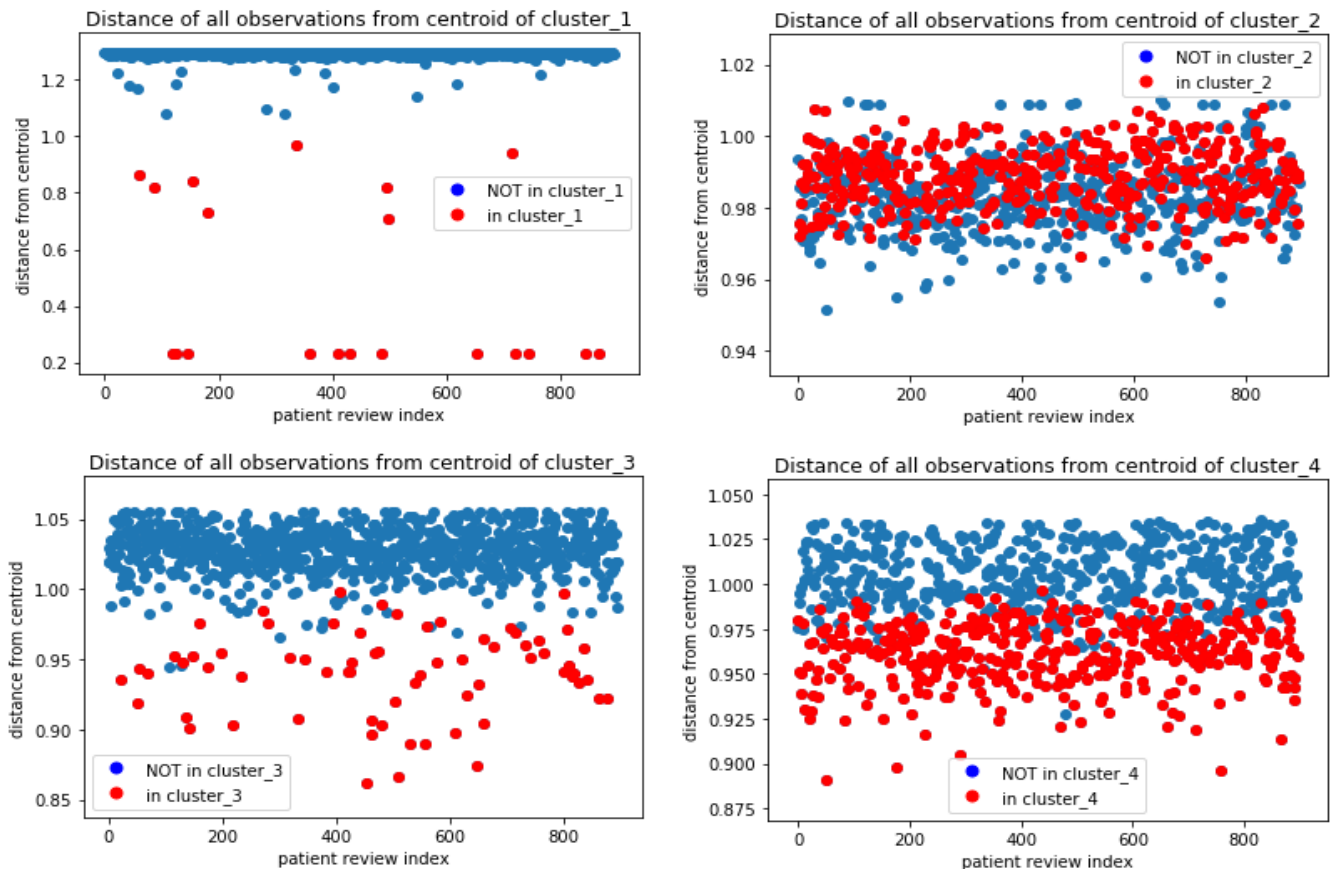 Distance of all observations from centroid of cluster_1
1.2
1.0
0.8
0.6
0.4
0.2
distance from centroid
NOT in cluster_1
in cluster_1
0
200
400
600
800
patient review index
Distance of all observations from centroid of cluster_2
1.02
1.00
0.98
0.96
0.94
distance from centroid
NOT in cluster_2
in cluster_2
0
200
400
600
800
patient review index
Distance of all observations from centroid of cluster_3
1.05
1.00
0.95
0.90
0.85
distance from centroid
NOT in cluster_3
in cluster_3
0
200
400
600
800
patient review index
Distance of all observations from centroid of cluster_4
1.050
1.025
1.000
0.975
0.950
0.925
0.900
0.875
distance from centroid
NOT in cluster_4
in cluster_4
0
200
400
600
800
patient review index